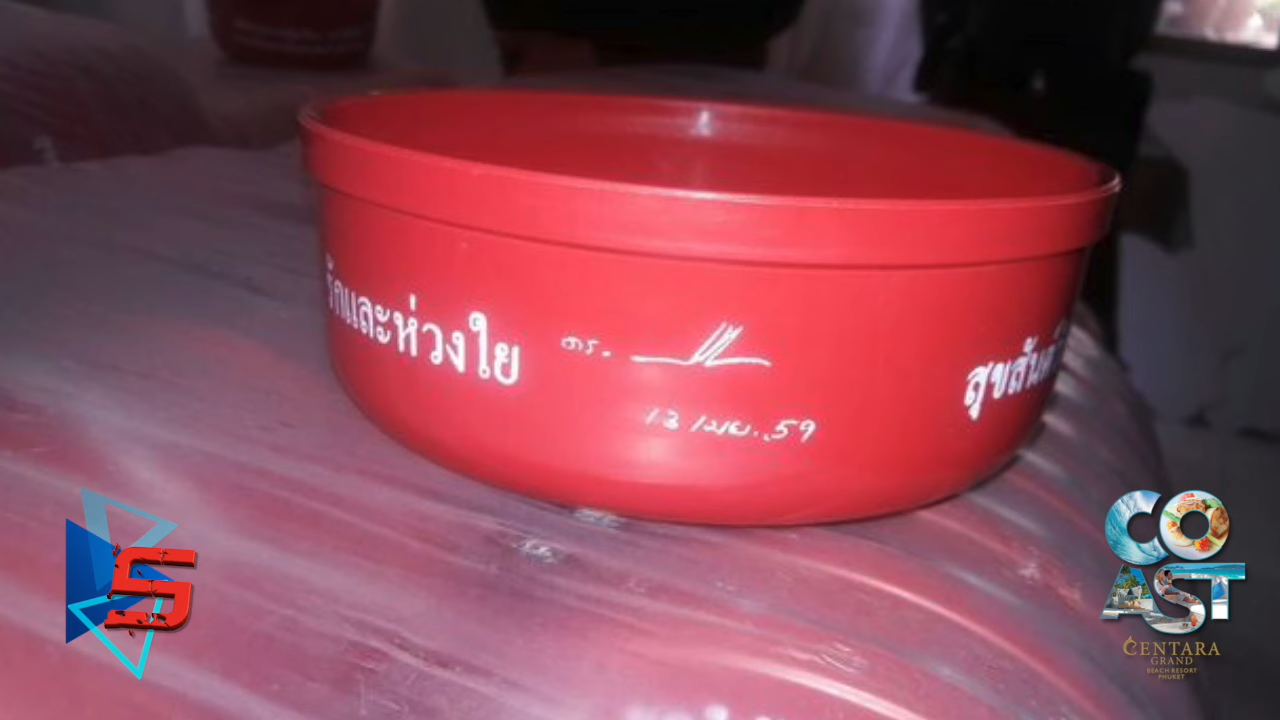 รักและห่วงใย
ดร.
13 เมย. 59
สุขสันต์
S
COAST
CENTARA
GRAND
BEACH RESORT
PHUKET